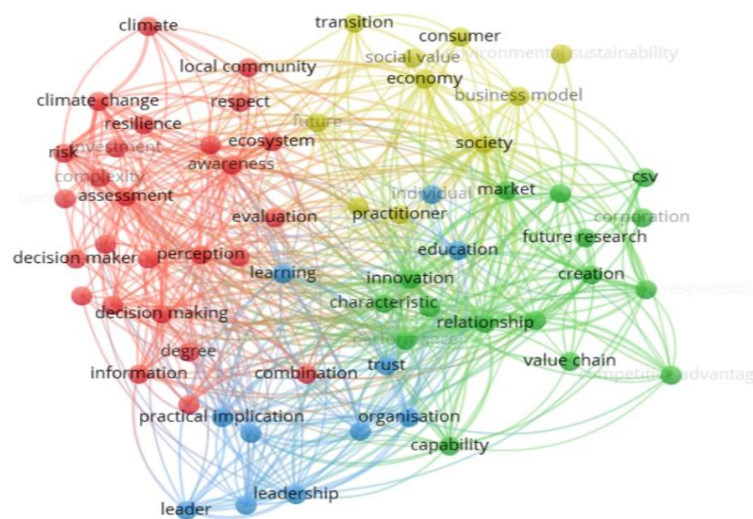 climate
transition
consumer
social value
environmental sustainability
local community
economy
climate change
respect
business model
resilience
future
risk
investment
ecosystem
society
awareness
complexity
assessment
individual
market
csv
evaluation
practitioner
corporation
decision maker
perception
education
future research
learning
innovation
creation
decision making
characteristic
relationship
degree
trust
value chain
information
combination
competitive advantage
practical implication
organisation
capability
leader
leadership